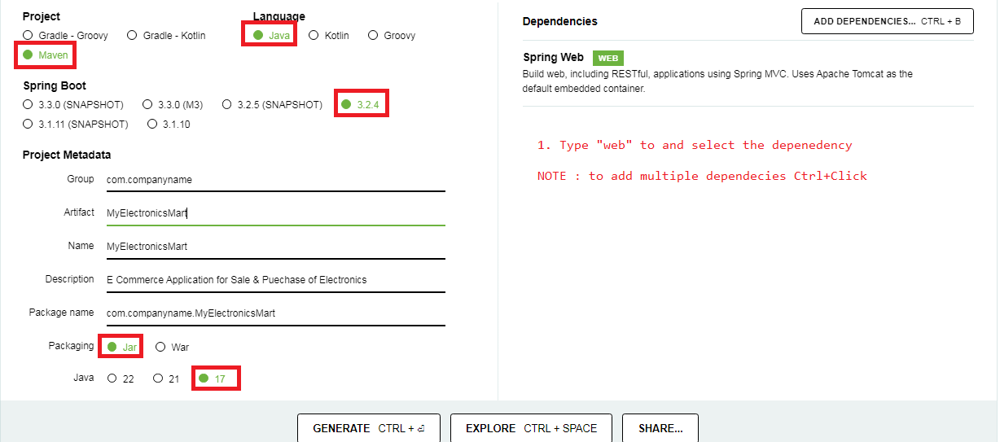 Project
Language
Gradle - Groovy Gradle - Kotlin
Java Kotlin Groovy
Maven
Spring Boot
3.3.0 (SNAPSHOT) 3.3.0 (M3) 3.2.5 (SNAPSHOT) 3.2.4
3.1.11 (SNAPSHOT) 3.1.10
Project Metadata
Group com.companyname
Artifact MyElectronicsMart
Name MyElectronicsMart
Description E Commerce Application for Sale & Puechase of Electronics
Package name com.companyname.MyElectronicsMart
Packaging Jar War
Java 22 21 17
Dependencies
ADD DEPENDENCIES... CTRL + B
Spring Web WEB
Build web, including RESTful, applications using Spring MVC. Uses Apache Tomcat as the
default embedded container.
1. Type "web" to and select the depenedency
NOTE : to add multiple dependecies Ctrl+Click
GENERATE CTRL + ⏎ EXPLORE CTRL + SPACE SHARE...